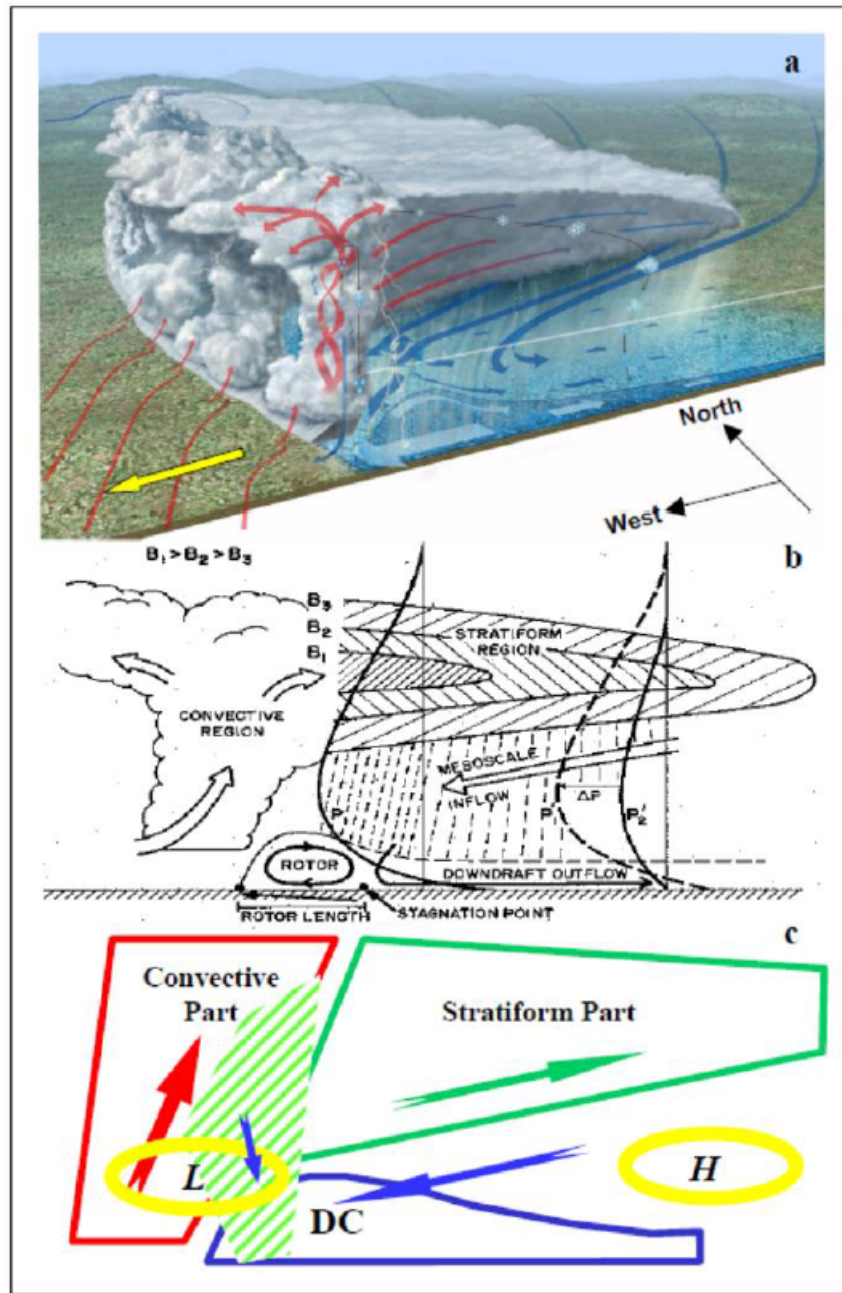 a
North
West
B₁>B₂>B₃
b
B₃
B₂
STRATIFORM
REGION
B₁
CONVECTIVE
REGION
MESOSCALE
INFLOW
P
P₁
ΔP
P₂'
ROTOR
DOWNDRAFT OUTFLOW
ROTOR LENGTH
STAGNATION POINT
c
Convective
Part
Stratiform Part
L
H
DC